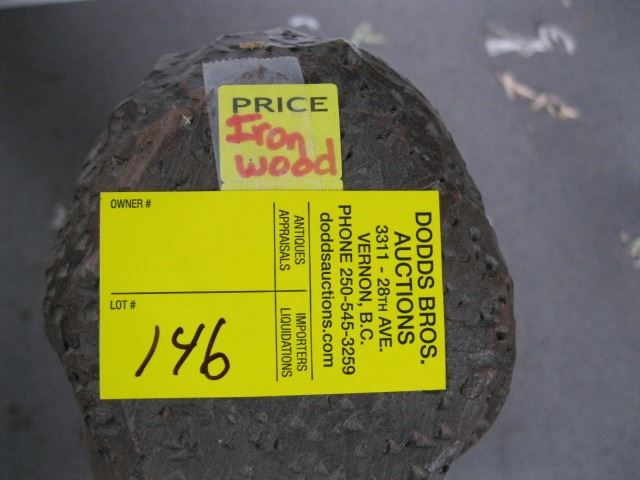 PRICE
Iron
wood
OWNER #
LOT #
146
ANTIQUES
APPRAISALS
IMPORTERS
LIQUIDATIONS
DODDS BROS.
AUCTIONS
3311 - 28TH AVE.
VERNON, B.C.
PHONE 250-545-3259
doddsauctions.com